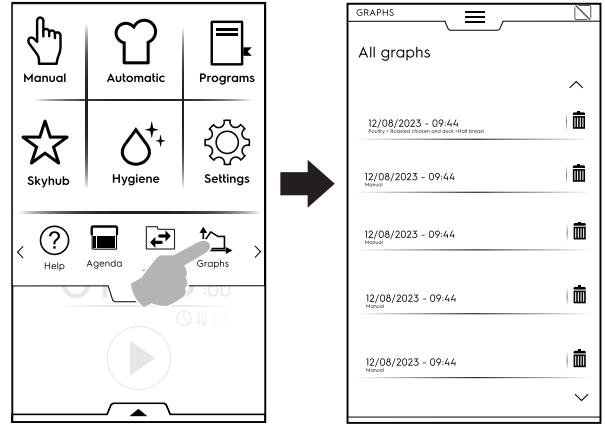 Manual
Automatic
Programs
Skyhub
Hygiene
Settings
Help
Agenda
Graphs
:00
GRAPHS
All graphs
12/08/2023 - 09:44
Poultry • Roasted chicken and duck •Half breast
12/08/2023 - 09:44
Manual
12/08/2023 - 09:44
Manual
12/08/2023 - 09:44
Manual
12/08/2023 - 09:44
Manual